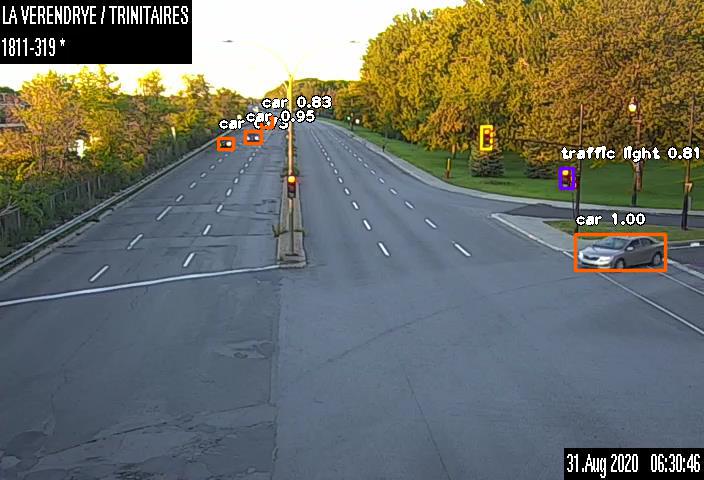 LA VERENDRYE / TRINITAIRES
1811-319 *
car 0.83
car 0.95
car
traffic light 0.81
car 1.00
31.Aug 2020 06:30:46